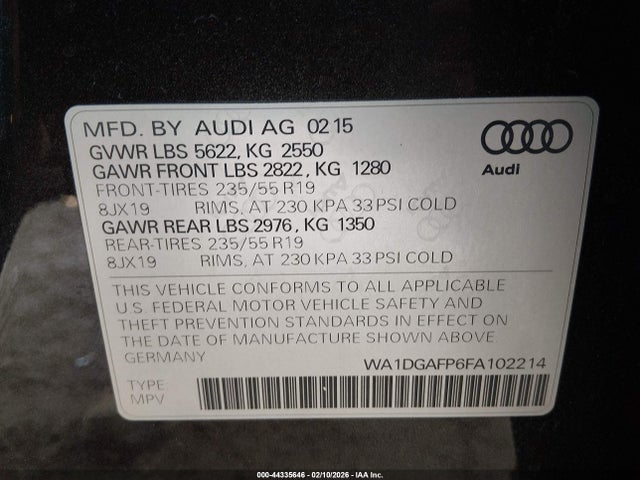 MFD. BY AUDI AG 02 15
GVWR LBS 5622, KG 2550
GAWR FRONT LBS 2822, KG 1280
FRONT-TIRES 235/55 R19
8JX19 RIMS, AT 230 KPA 33 PSI COLD
GAWR REAR LBS 2976, KG 1350
REAR-TIRES 235/55 R19
8JX19 RIMS, AT 230 KPA 33 PSI COLD
Audi
THIS VEHICLE CONFORMS TO ALL APPLICABLE
U.S. FEDERAL MOTOR VEHICLE SAFETY AND
THEFT PREVENTION STANDARDS IN EFFECT ON
THE DATE OF MANUFACTURE SHOWN ABOVE.
GERMANY
WA1DGAFP6FA102214
TYPE
MPV
000-44335646 - 02/10/2026 - IAA Inc.